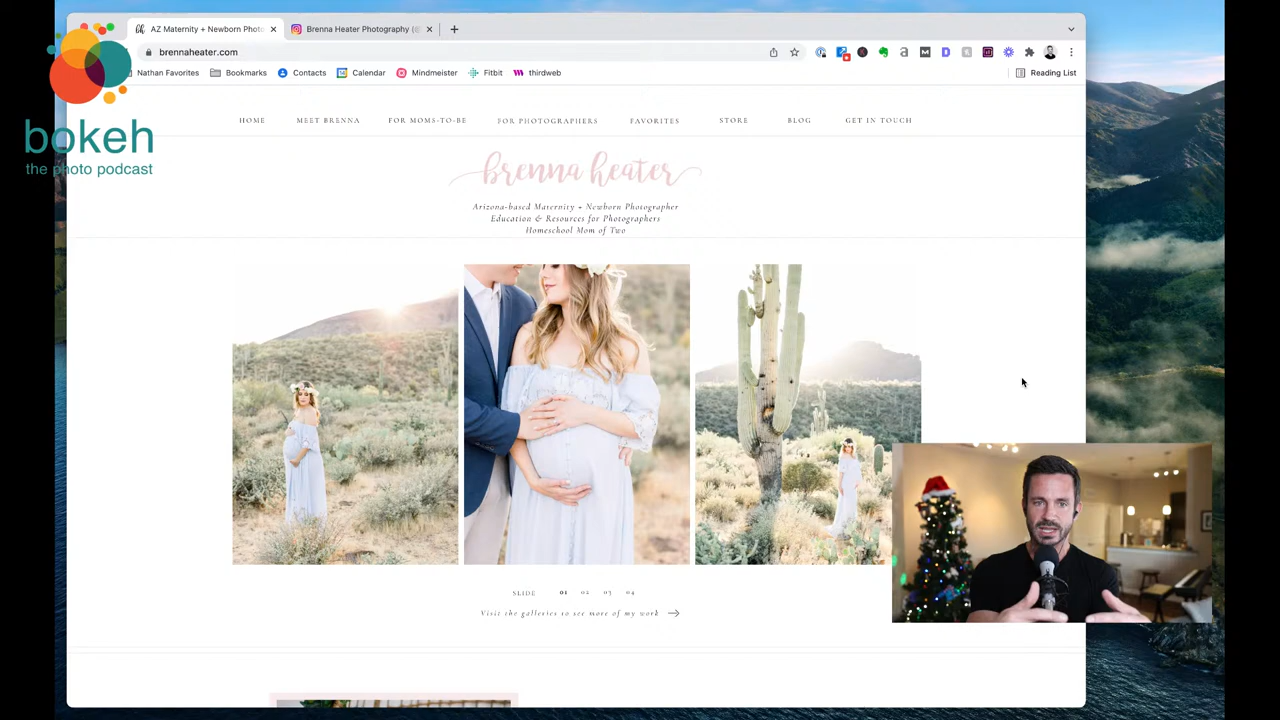 AZ Maternity + Newborn Photo
Brenna Heater Photography (@
brennaheater.com
Nathan Favorites
Bookmarks
Contacts
Calendar
Mindmeister
Fitbit
thirdweb
Reading List
bokeh
the photo podcast
HOME
MEET BRENNA
FOR MOMS-TO-BE
FOR PHOTOGRAPHERS
FAVORITES
STORE
BLOG
GET IN TOUCH
brenna heater
Arizona-based Maternity + Newborn Photographer
Education & Resources for Photographers
Homeschool Mom of Two
SLIDE 01 02 03 04
Visit the galleries to see more of my work